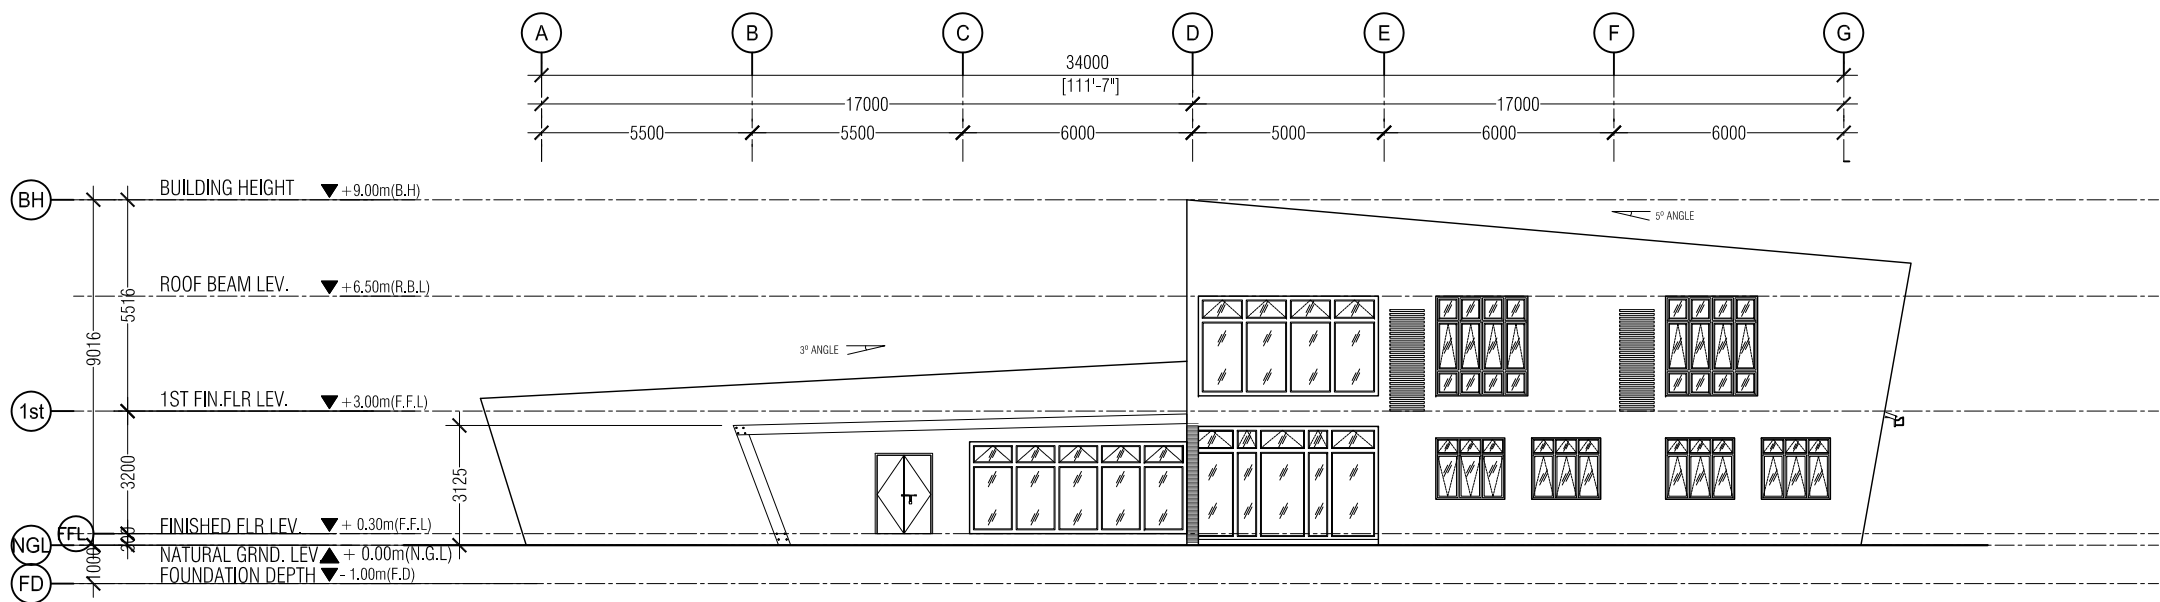 A B C D E F G
34000
[111'-7"]
17000 17000
5500 5500 6000 5000 6000 6000
BH BUILDING HEIGHT +9.00m(B.H)
5º ANGLE
ROOF BEAM LEV. +6.50m(R.B.L)
5516
9016
3º ANGLE
1st 1ST FIN.FLR LEV. +3.00m(F.F.L)
3200
3125
FFL FINISHED FLR LEV. + 0.30m(F.F.L)
NGL NATURAL GRND. LEV + 0.00m(N.G.L)
1000
FD FOUNDATION DEPTH - 1.00m(F.D)